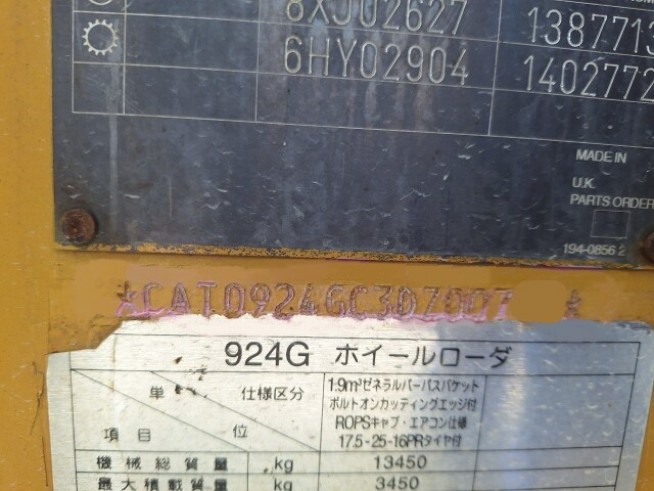 8XJ02627 1387713
6HY02904 1402772
MADE IN
U.K.
PARTS ORDER
194-0856 2
*CAT0924GC3DZ007 *
924G ホイールローダ
単 位 仕様区分
項目
1.9m³ゼネラルパーパスバケット
ボルトオンカッティングエッジ付
ROPSキャブ・エアコン仕様
17.5-25-16PRタイヤ付
機械総質量 kg 13450
最大積載質量 kg 3450